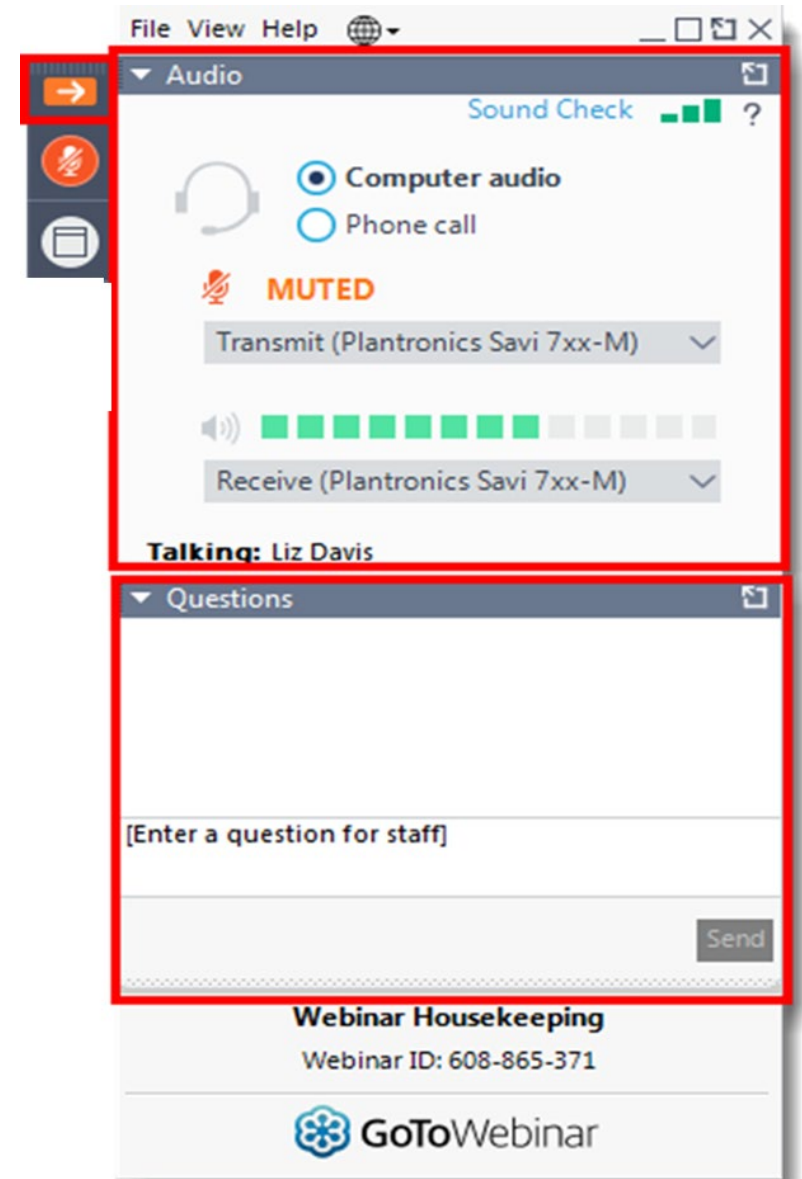 File View Help
Audio
Sound Check ?
Computer audio
Phone call
MUTED
Transmit (Plantronics Savi 7xx-M)
Receive (Plantronics Savi 7xx-M)
Talking: Liz Davis
Questions
[Enter a question for staff]
Send
Webinar Housekeeping
Webinar ID: 608-865-371
GoToWebinar